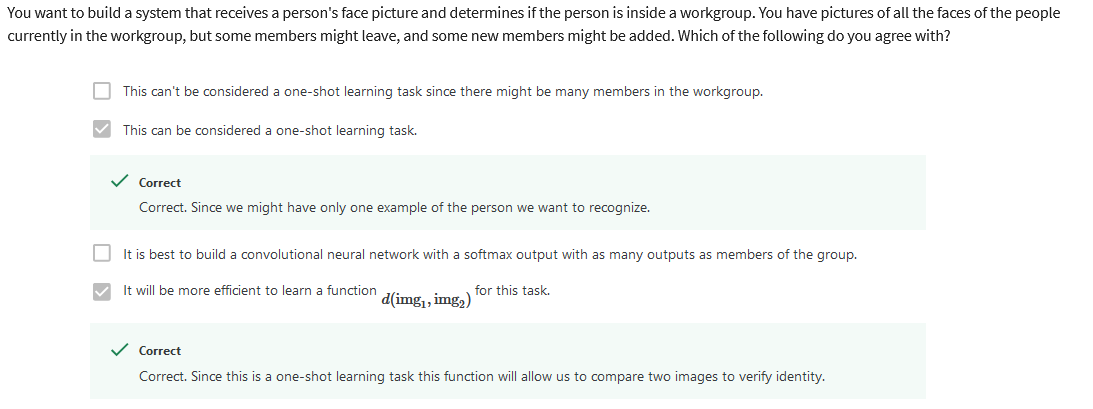 You want to build a system that receives a person's face picture and determines if the person is inside a workgroup. You have pictures of all the faces of the people
currently in the workgroup, but some members might leave, and some new members might be added. Which of the following do you agree with?
This can't be considered a one-shot learning task since there might be many members in the workgroup.
This can be considered a one-shot learning task.
Correct
Correct. Since we might have only one example of the person we want to recognize.
It is best to build a convolutional neural network with a softmax output with as many outputs as members of the group.
It will be more efficient to learn a function d(img₁, img₂) for this task.
Correct
Correct. Since this is a one-shot learning task this function will allow us to compare two images to verify identity.